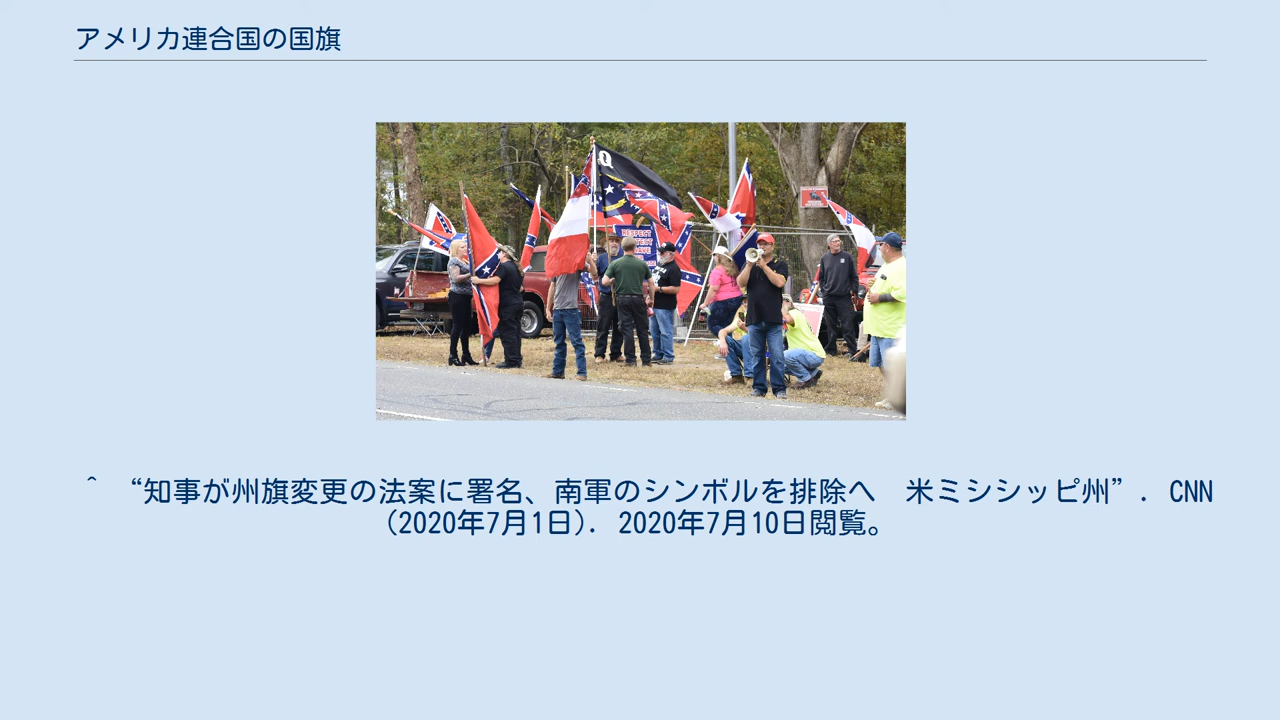 アメリカ連合国の国旗
Q
RESPECT
^ “知事が州旗変更の法案に署名、南軍のシンボルを排除へ　米ミシシッピ州”. CNN
(2020年7月1日). 2020年7月10日閲覧。